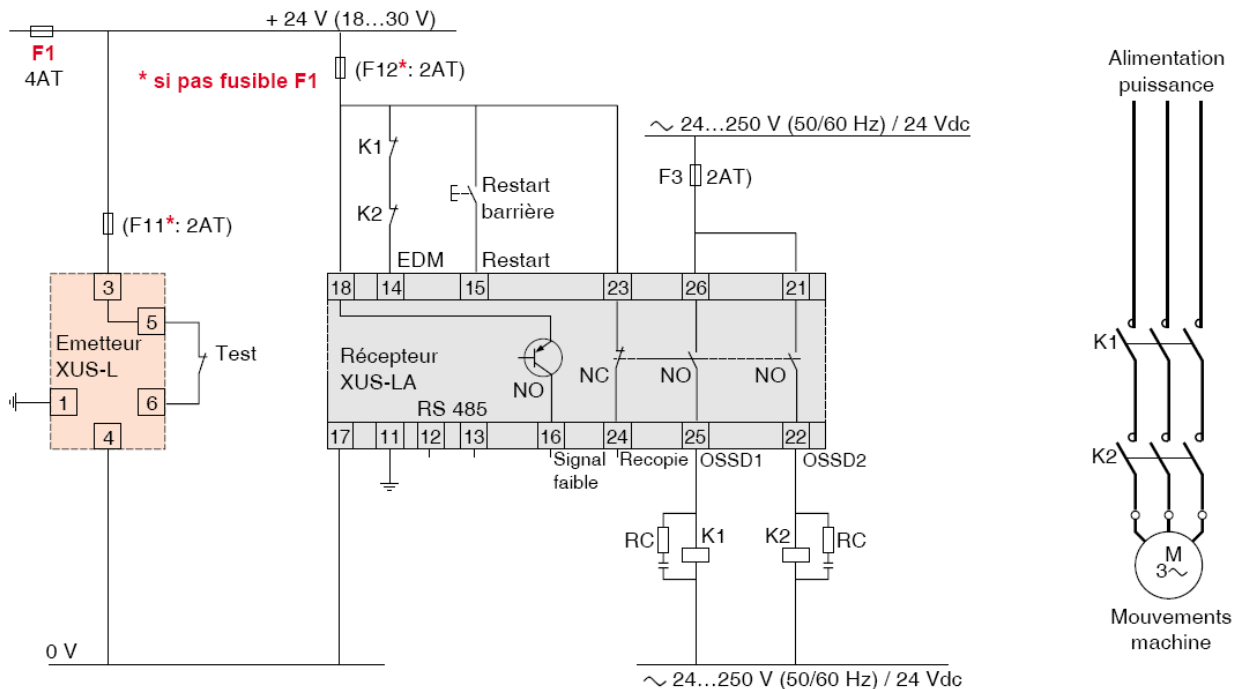 + 24 V (18...30 V)
F1
4AT
* si pas fusible F1
(F12*: 2AT)
Alimentation
puissance
∼ 24...250 V (50/60 Hz) / 24 Vdc
K1
F3
2AT)
Restart
barrière
K2
(F11*: 2AT)
EDM
Restart
3
18
14
15
23
26
21
5
Emetteur
XUS-L
Test
Récepteur
XUS-LA
NO
NC
NO
NO
K1
1
6
RS 485
4
17
11
12
13
16
24
25
22
Signal
faible
Recopie
OSSD1
OSSD2
K2
RC
K1
K2
RC
M
3∼
Mouvements
machine
0 V
∼ 24...250 V (50/60 Hz) / 24 Vdc